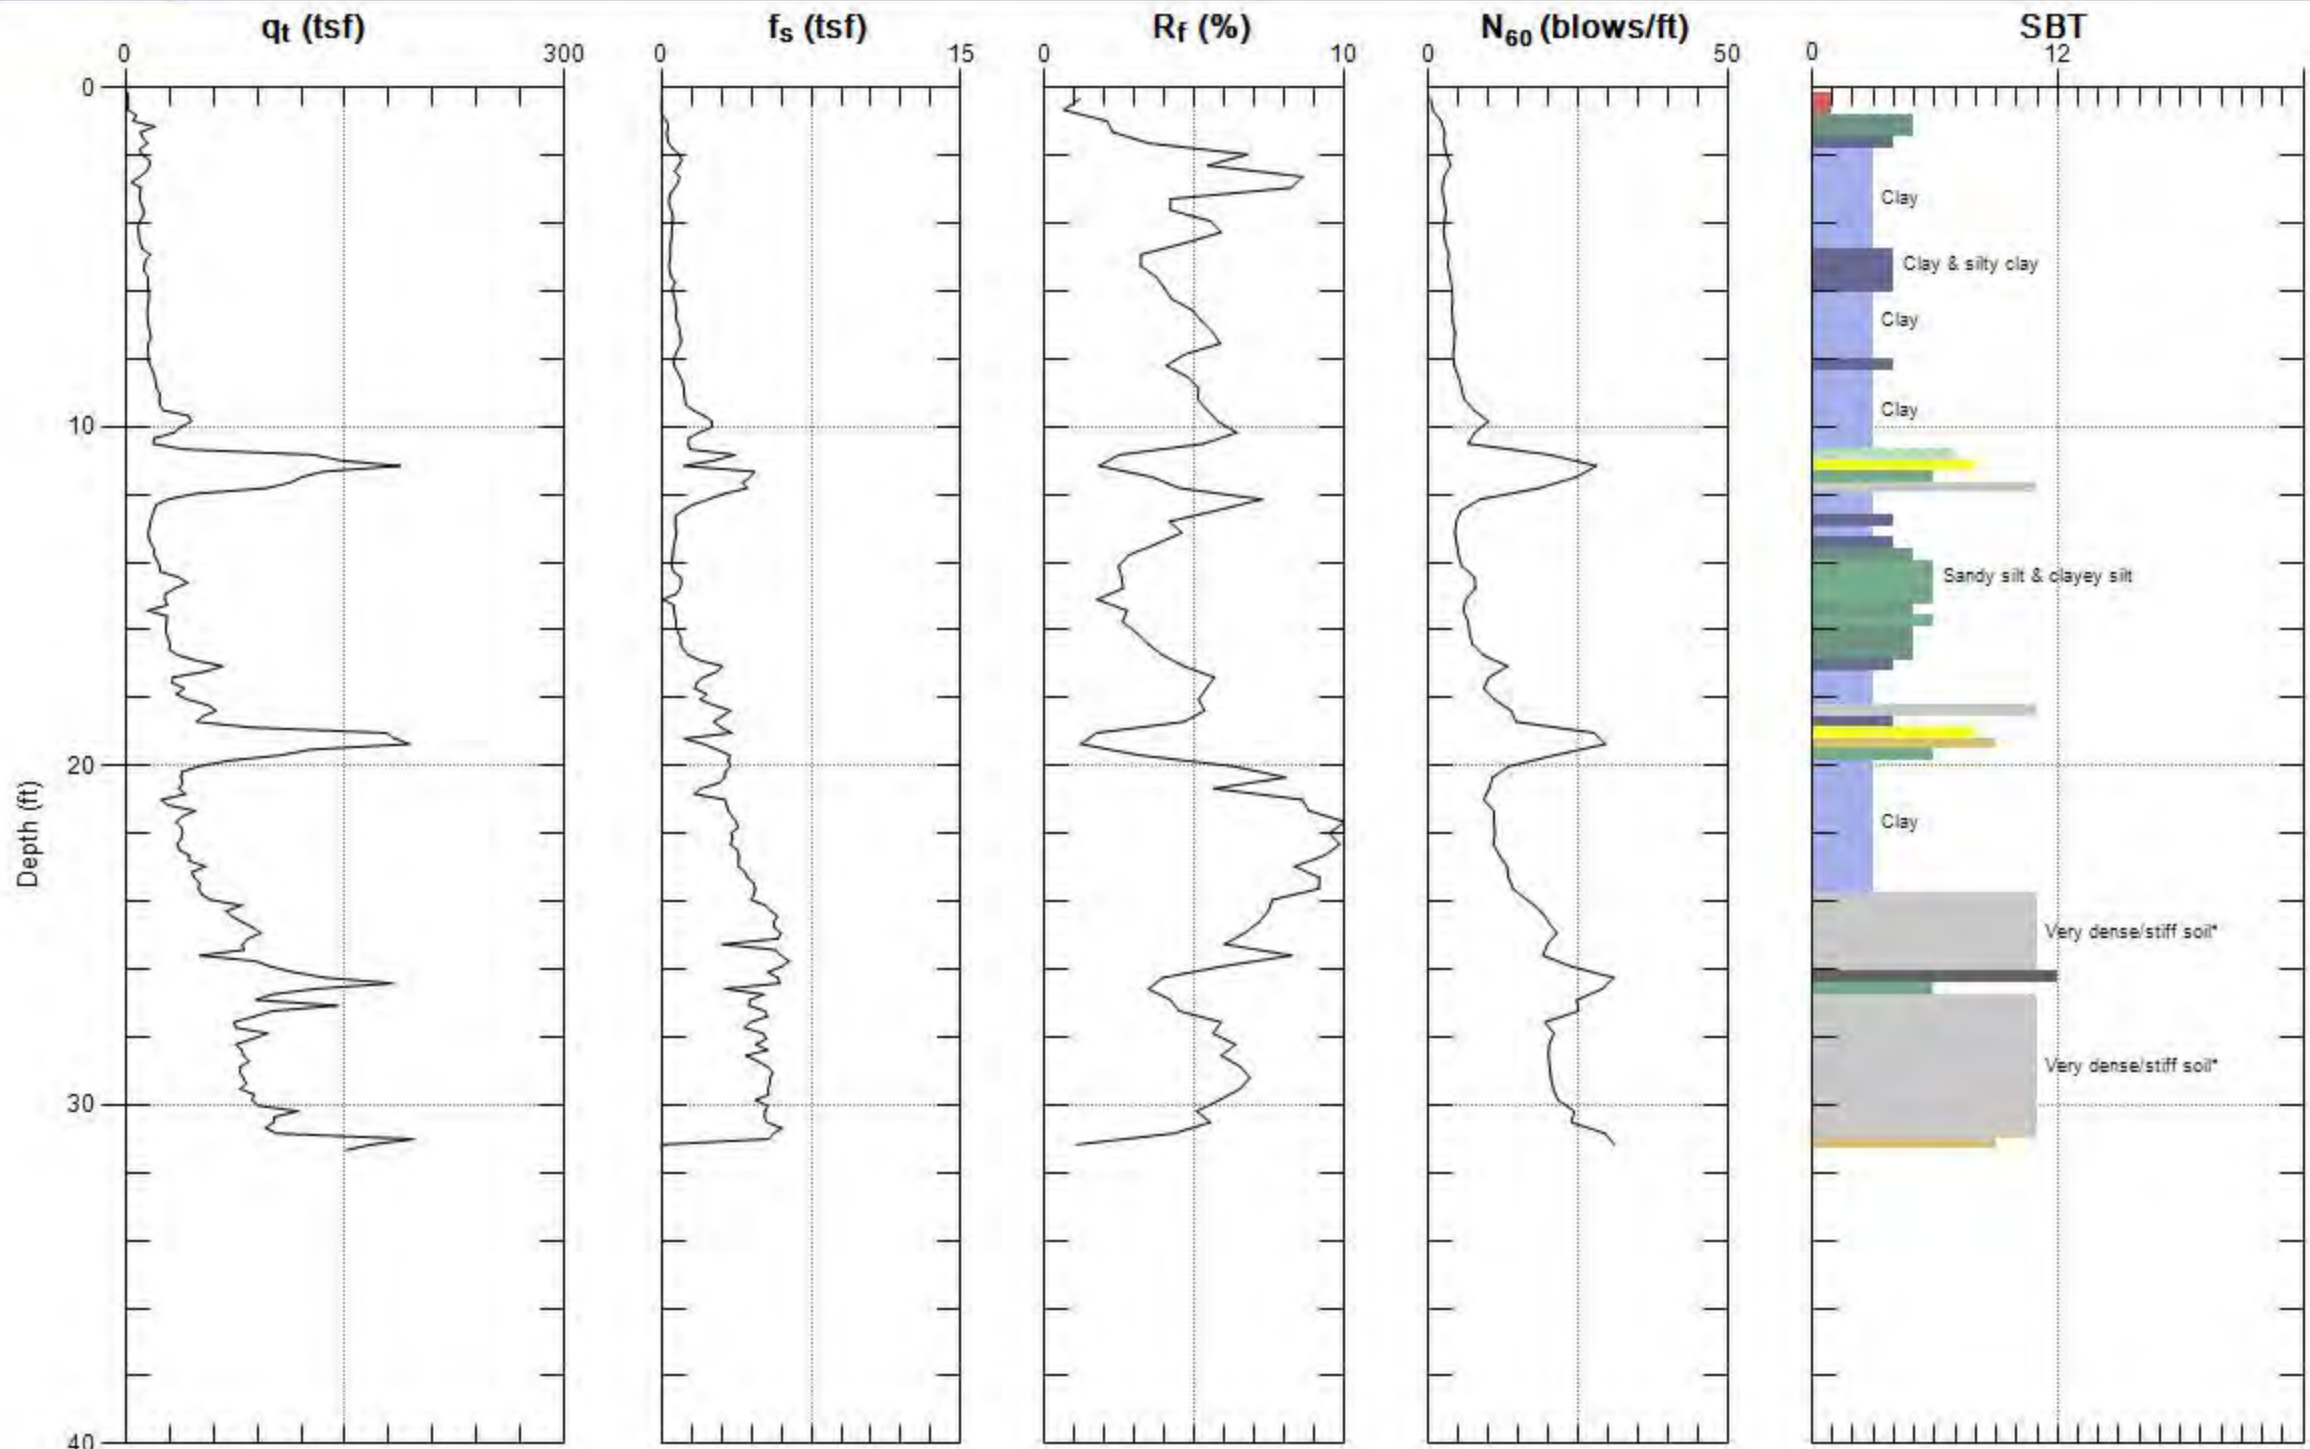 qt (tsf)
fs (tsf)
Rf (%)
N60 (blows/ft)
SBT
0 300
0 15
0 10
0 50
0 12
0
Clay
Clay & silty clay
Clay
Clay
10
Sandy silt & clayey silt
20
Depth (ft)
Clay
Very dense/stiff soil*
Very dense/stiff soil*
30
40